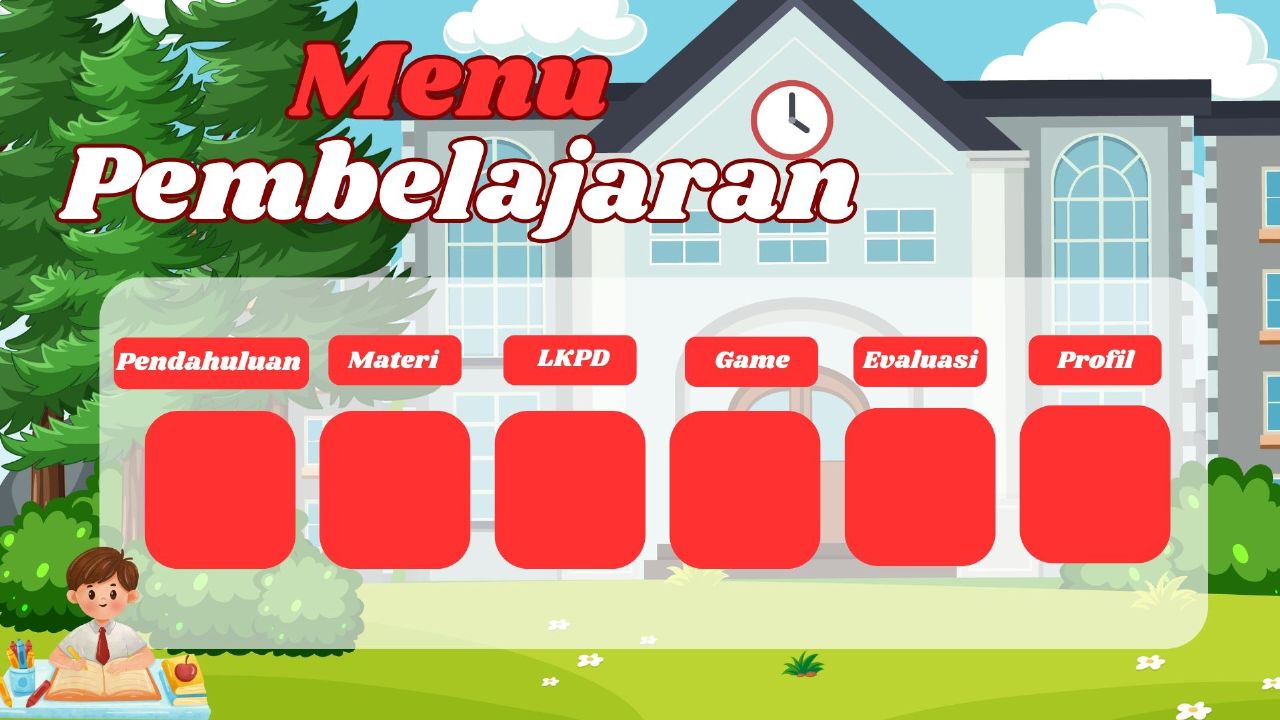 Menu
Pembelajaran
Pendahuluan
Materi
LKPD
Game
Evaluasi
Profil